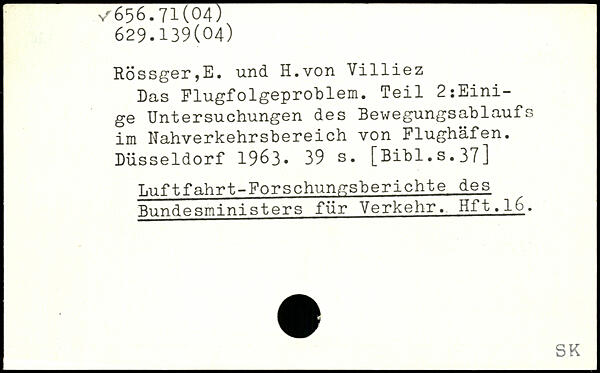 √656.71(04)
629.139(04)
Rössger,E. und H.von Villiez
Das Flugfolgeproblem. Teil 2:Eini-
ge Untersuchungen des Bewegungsablaufs
im Nahverkehrsbereich von Flughäfen.
Düsseldorf 1963. 39 s. [Bibl.s.37]
Luftfahrt-Forschungsberichte des
Bundesministers für Verkehr. Hft.16.
SK